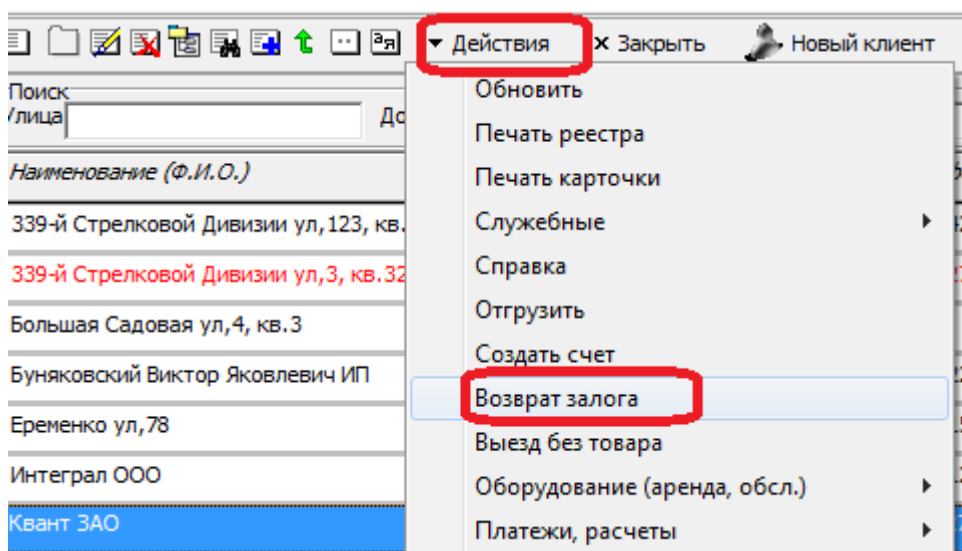 ▼ Действия × Закрыть Новый клиент
Поиск
Улица До
Обновить
Печать реестра
Наименование (Ф.И.О.)
Печать карточки
339-й Стрелковой Дивизии ул,123, кв.
Служебные
339-й Стрелковой Дивизии ул,3, кв.32
Справка
Большая Садовая ул,4, кв.3
Отгрузить
Создать счет
Буняковский Виктор Яковлевич ИП
Возврат залога
Еременко ул,78
Выезд без товара
Интеграл ООО
Оборудование (аренда, обсл.)
Квант ЗАО
Платежи, расчеты